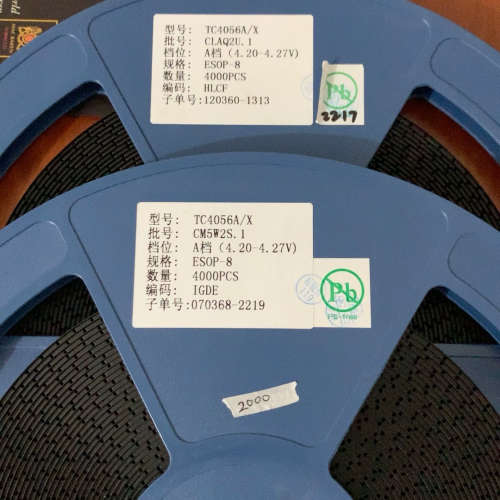 型号: TC4056A/X
批号: CLAQ2U.1
档位: A档 (4.20-4.27V)
规格: ESOP-8
数量: 4000PCS
编码: HLCF
子单号:120360-1313
Pb
2217
型号: TC4056A/X
批号: CM5W2S.1
档位: A档 (4.20-4.27V)
规格: ESOP-8
数量: 4000PCS
编码: IGDE
子单号:070368-2219
Pb
Pb-free
2000